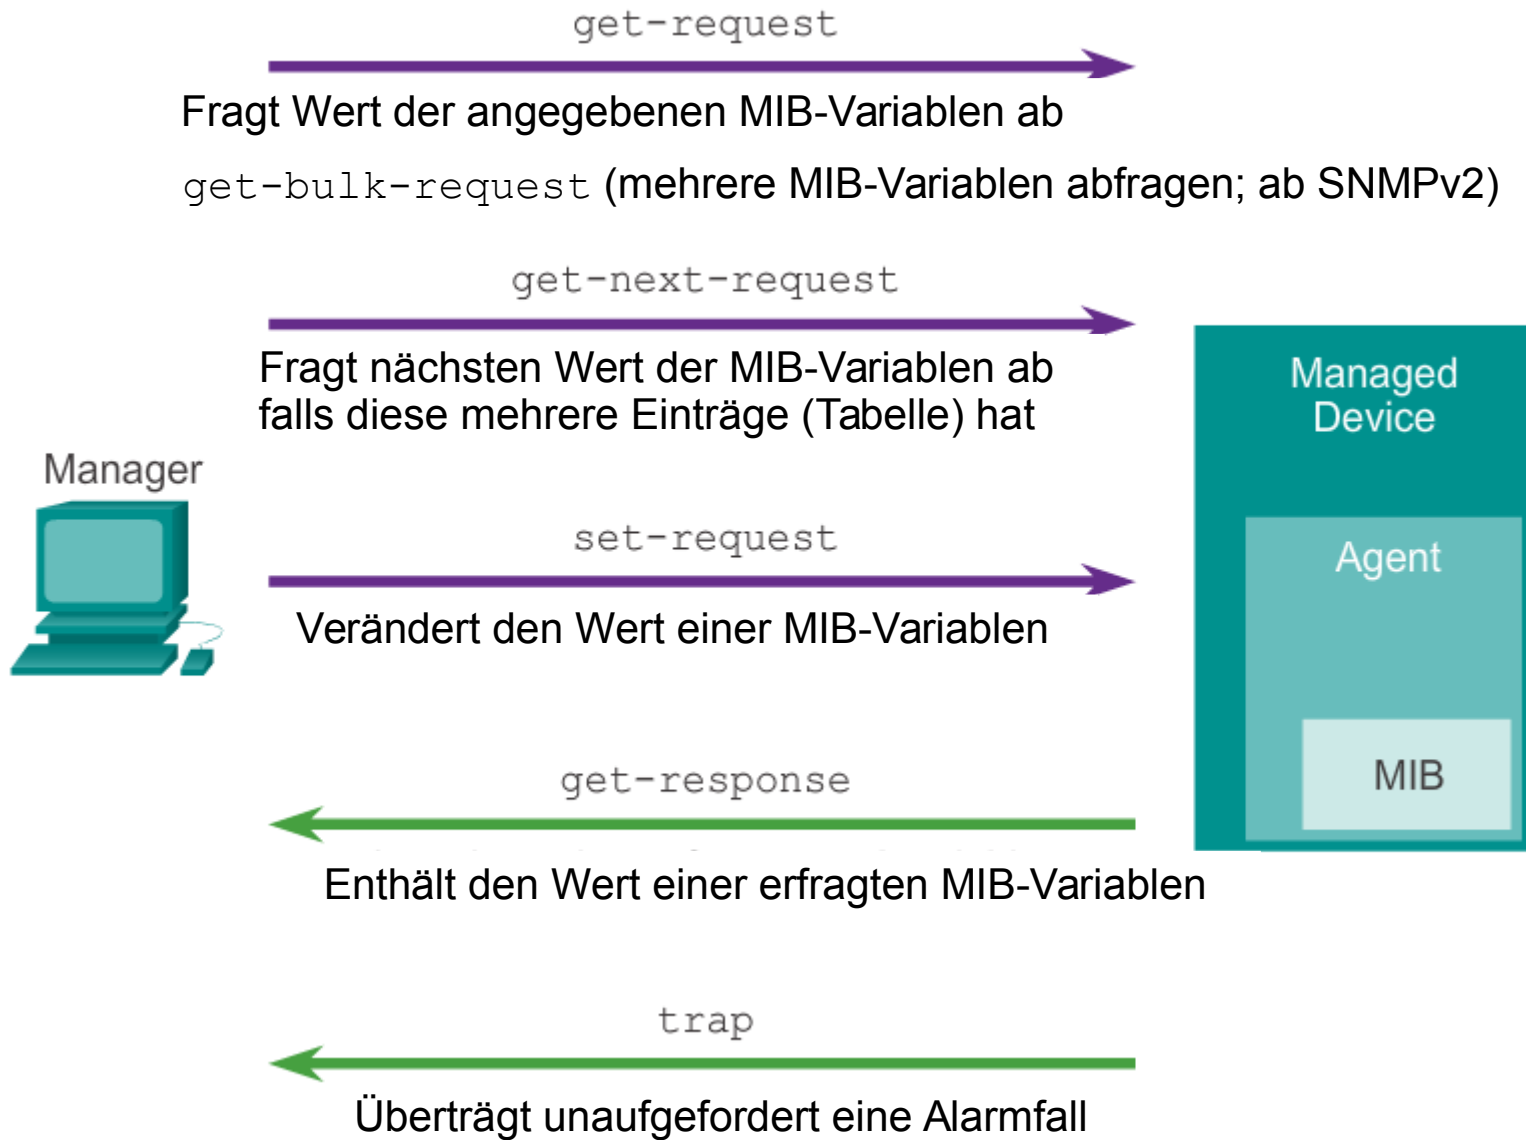 get-request
Fragt Wert der angegebenen MIB-Variablen ab
get-bulk-request (mehrere MIB-Variablen abfragen; ab SNMPv2)
get-next-request
Fragt nächsten Wert der MIB-Variablen ab
falls diese mehrere Einträge (Tabelle) hat
Manager
set-request
Verändert den Wert einer MIB-Variablen
get-response
Enthält den Wert einer erfragten MIB-Variablen
trap
Überträgt unaufgefordert eine Alarmfall
Managed
Device
Agent
MIB